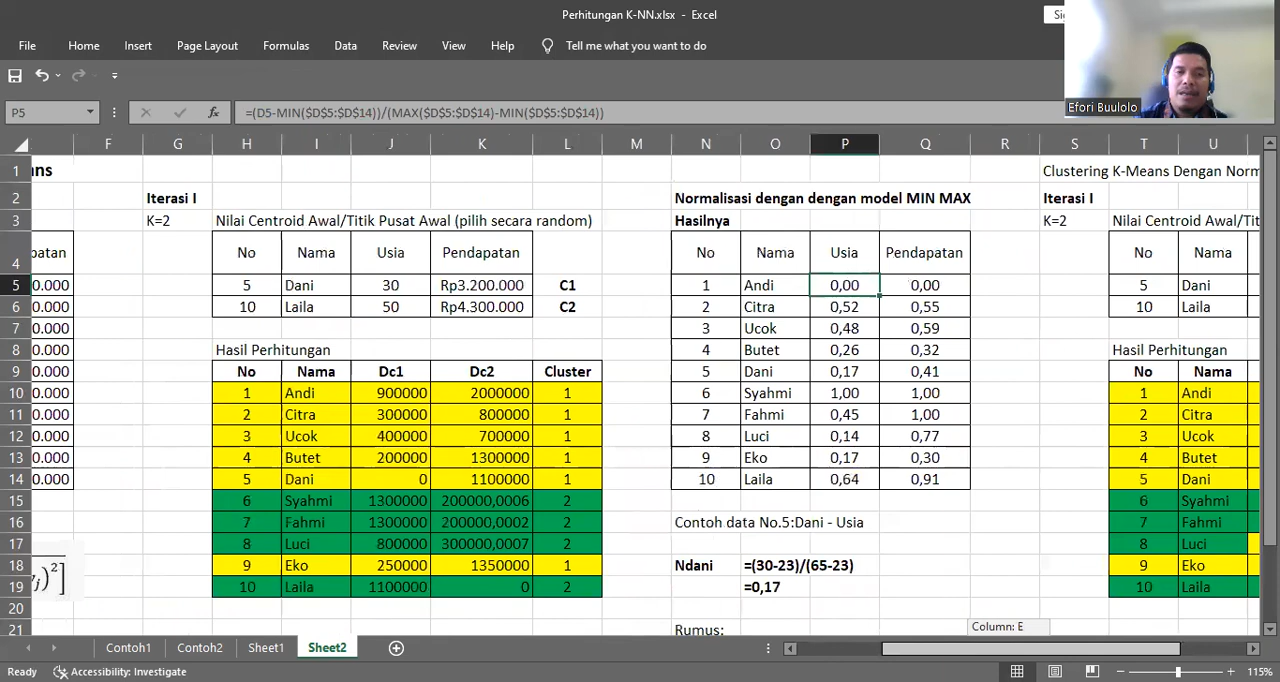 Perhitungan K-NN.xlsx - Excel
File Home Insert Page Layout Formulas Data Review View Help Tell me what you want to do
Efori Buulolo
P5 fx =(D5-MIN($D$5:$D$14))/(MAX($D$5:$D$14)-MIN($D$5:$D$14))
F G H I J K L M N O P Q R S T U
1 ans Clustering K-Means Dengan Norm
2 Iterasi I Normalisasi dengan dengan model MIN MAX Iterasi I
3 K=2 Nilai Centroid Awal/Titik Pusat Awal (pilih secara random) Hasilnya K=2 Nilai Centroid Awal/Tit
4 patan No Nama Usia Pendapatan No Nama Usia Pendapatan No Nama
5 0.000 5 Dani 30 Rp3.200.000 C1 1 Andi 0,00 0,00 5 Dani
6 0.000 10 Laila 50 Rp4.300.000 C2 2 Citra 0,52 0,55 10 Laila
7 0.000 3 Ucok 0,48 0,59
8 0.000 Hasil Perhitungan 4 Butet 0,26 0,32 Hasil Perhitungan
9 0.000 No Nama Dc1 Dc2 Cluster 5 Dani 0,17 0,41 No Nama
10 0.000 1 Andi 900000 2000000 1 6 Syahmi 1,00 1,00 1 Andi
11 0.000 2 Citra 300000 800000 1 7 Fahmi 0,45 1,00 2 Citra
12 0.000 3 Ucok 400000 700000 1 8 Luci 0,14 0,77 3 Ucok
13 0.000 4 Butet 200000 1300000 1 9 Eko 0,17 0,30 4 Butet
14 0.000 5 Dani 0 1100000 1 10 Laila 0,64 0,91 5 Dani
15 6 Syahmi 1300000 200000,0006 2 6 Syahmi
16 7 Fahmi 1300000 200000,0002 2 Contoh data No.5:Dani - Usia 7 Fahmi
17 8 Luci 800000 300000,0007 2 8 Luci
18 9 Eko 250000 1350000 1 Ndani =(30-23)/(65-23) 9 Eko
19 10 Laila 1100000 0 2 =0,17 10 Laila
20
21 Rumus:
Column: E
Contoh1 Contoh2 Sheet1 Sheet2
Ready Accessibility: Investigate 115%